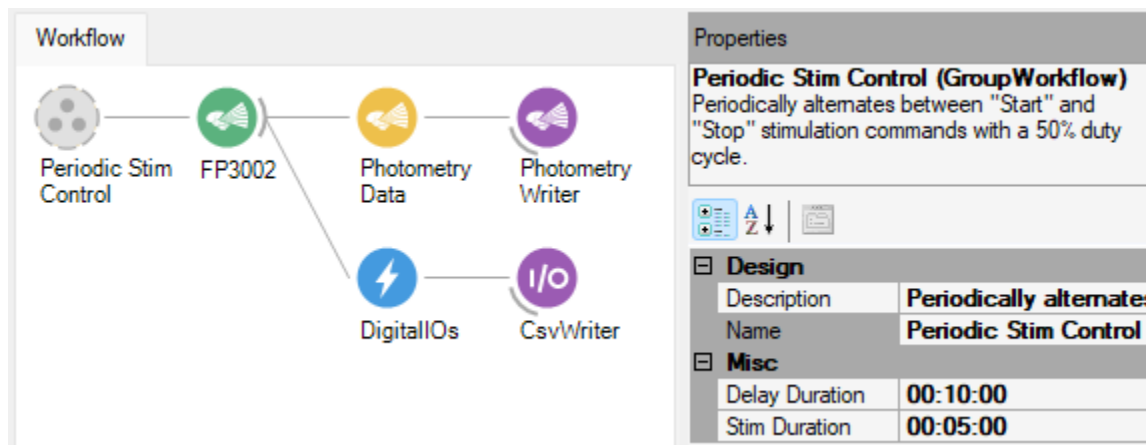 Workflow
Periodic Stim
Control
FP3002
Photometry
Data
Photometry
Writer
DigitalIOs
I/O
CsvWriter
Properties
Periodic Stim Control (GroupWorkflow)
Periodically alternates between "Start" and
"Stop" stimulation commands with a 50% duty
cycle.
A
Z
Design
Description Periodically alternates
Name Periodic Stim Control
Misc
Delay Duration 00:10:00
Stim Duration 00:05:00